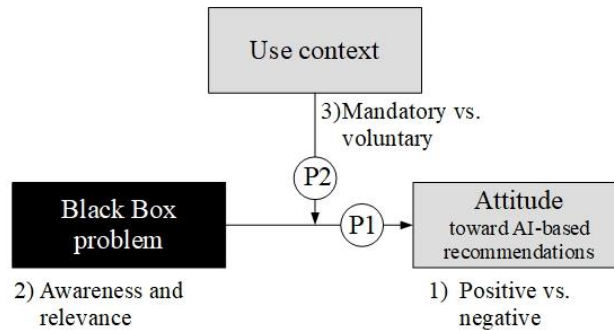 Use context
3)Mandatory vs.
voluntary
P2
Black Box
problem
P1
Attitude
toward AI-based
recommendations
2) Awareness and
relevance
1) Positive vs.
negative